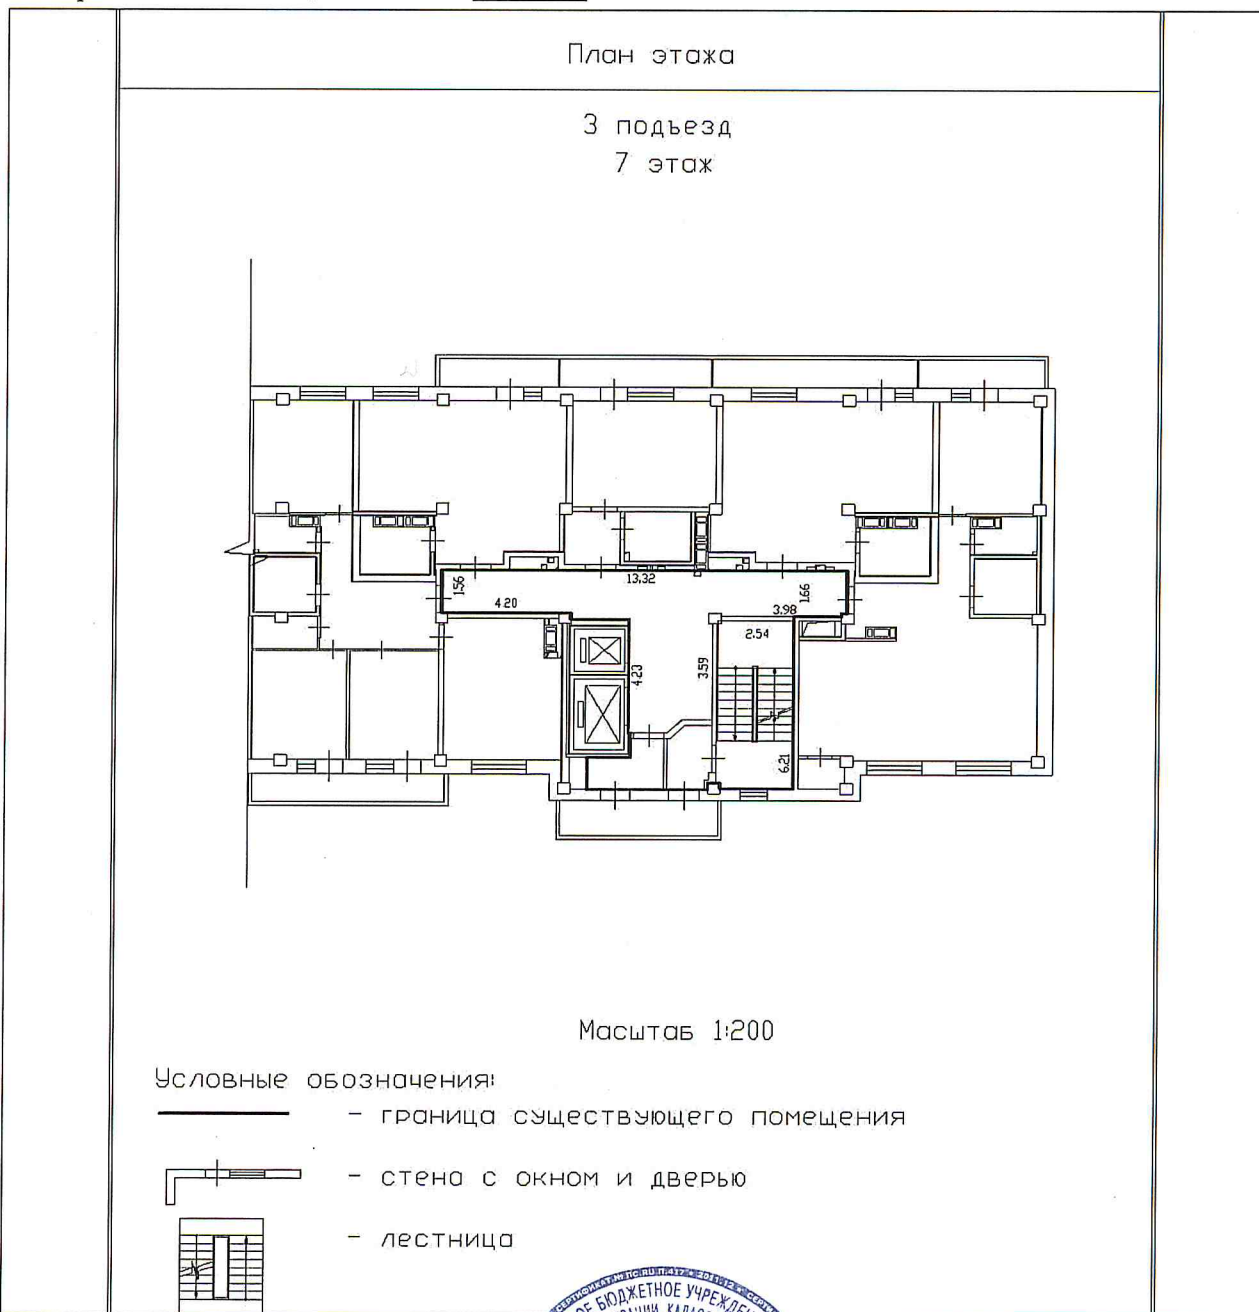 План этажа
3 подъезд
7 этаж
13,32
1.56
1.66
4.20
3.98
2.54
4.23
3.59
6.21
Масштаб 1:200
Условные обозначения:
- граница существующего помещения
- стена с окном и дверью
- лестница
БЮДЖЕТНОЕ УЧРЕЖДЕН